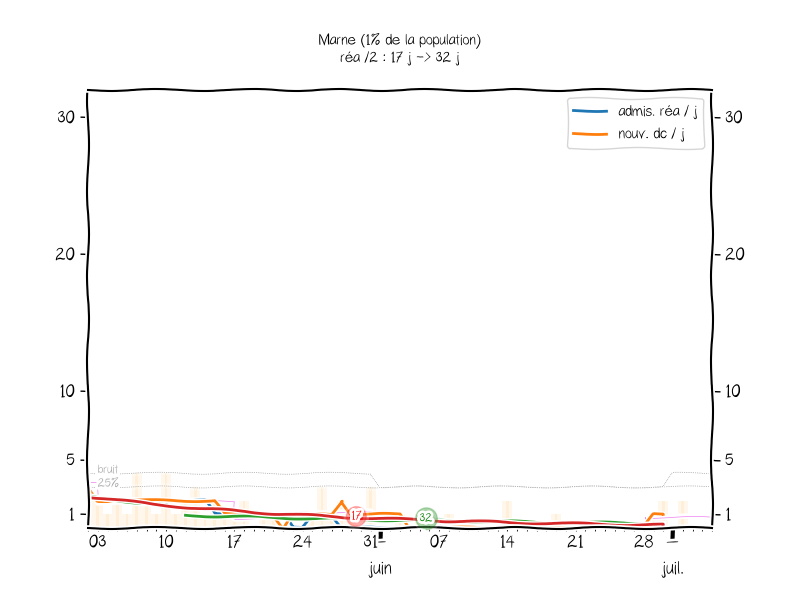 Marne (1% de la population)
réa /2 : 17 j -> 32 j
admis. réa / j
nouv. dc / j
30
30
20
20
10
10
5
5
bruit
25%
1
1
17
32
03 10 17 24 31 07 14 21 28
juin juil.